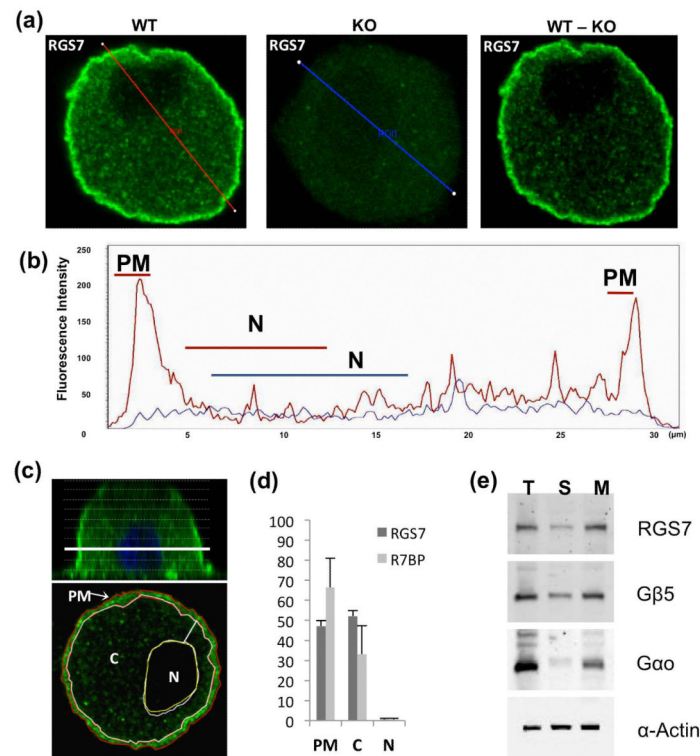 (a) WT KO WT – KO
RGS7 RGS7 RGS7
(b)
Fluorescence Intensity
250
200
150
100
50
0
PM PM
N
N
5 10 15 20 25 30 (µm)
(c) (d) (e)
PM
C
N
100
90
80
70
60
50
40
30
20
10
0
RGS7
R7BP
PM C N
T S M
RGS7
Gβ5
Gαo
α-Actin